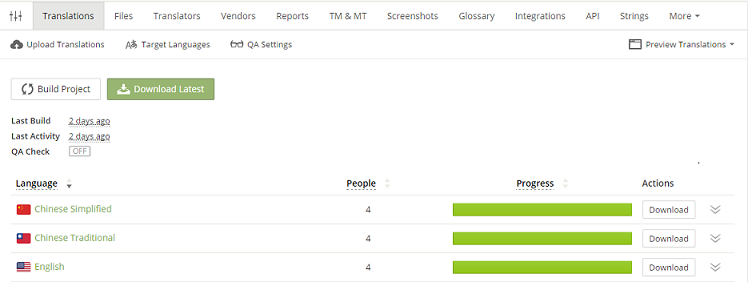 Translations Files Translators Vendors Reports TM & MT Screenshots Glossary Integrations API Strings More
Upload Translations Target Languages QA Settings Preview Translations
Build Project Download Latest
Last Build 2 days ago
Last Activity 2 days ago
QA Check OFF
Language People Progress Actions
Chinese Simplified 4 Download
Chinese Traditional 4 Download
English 4 Download